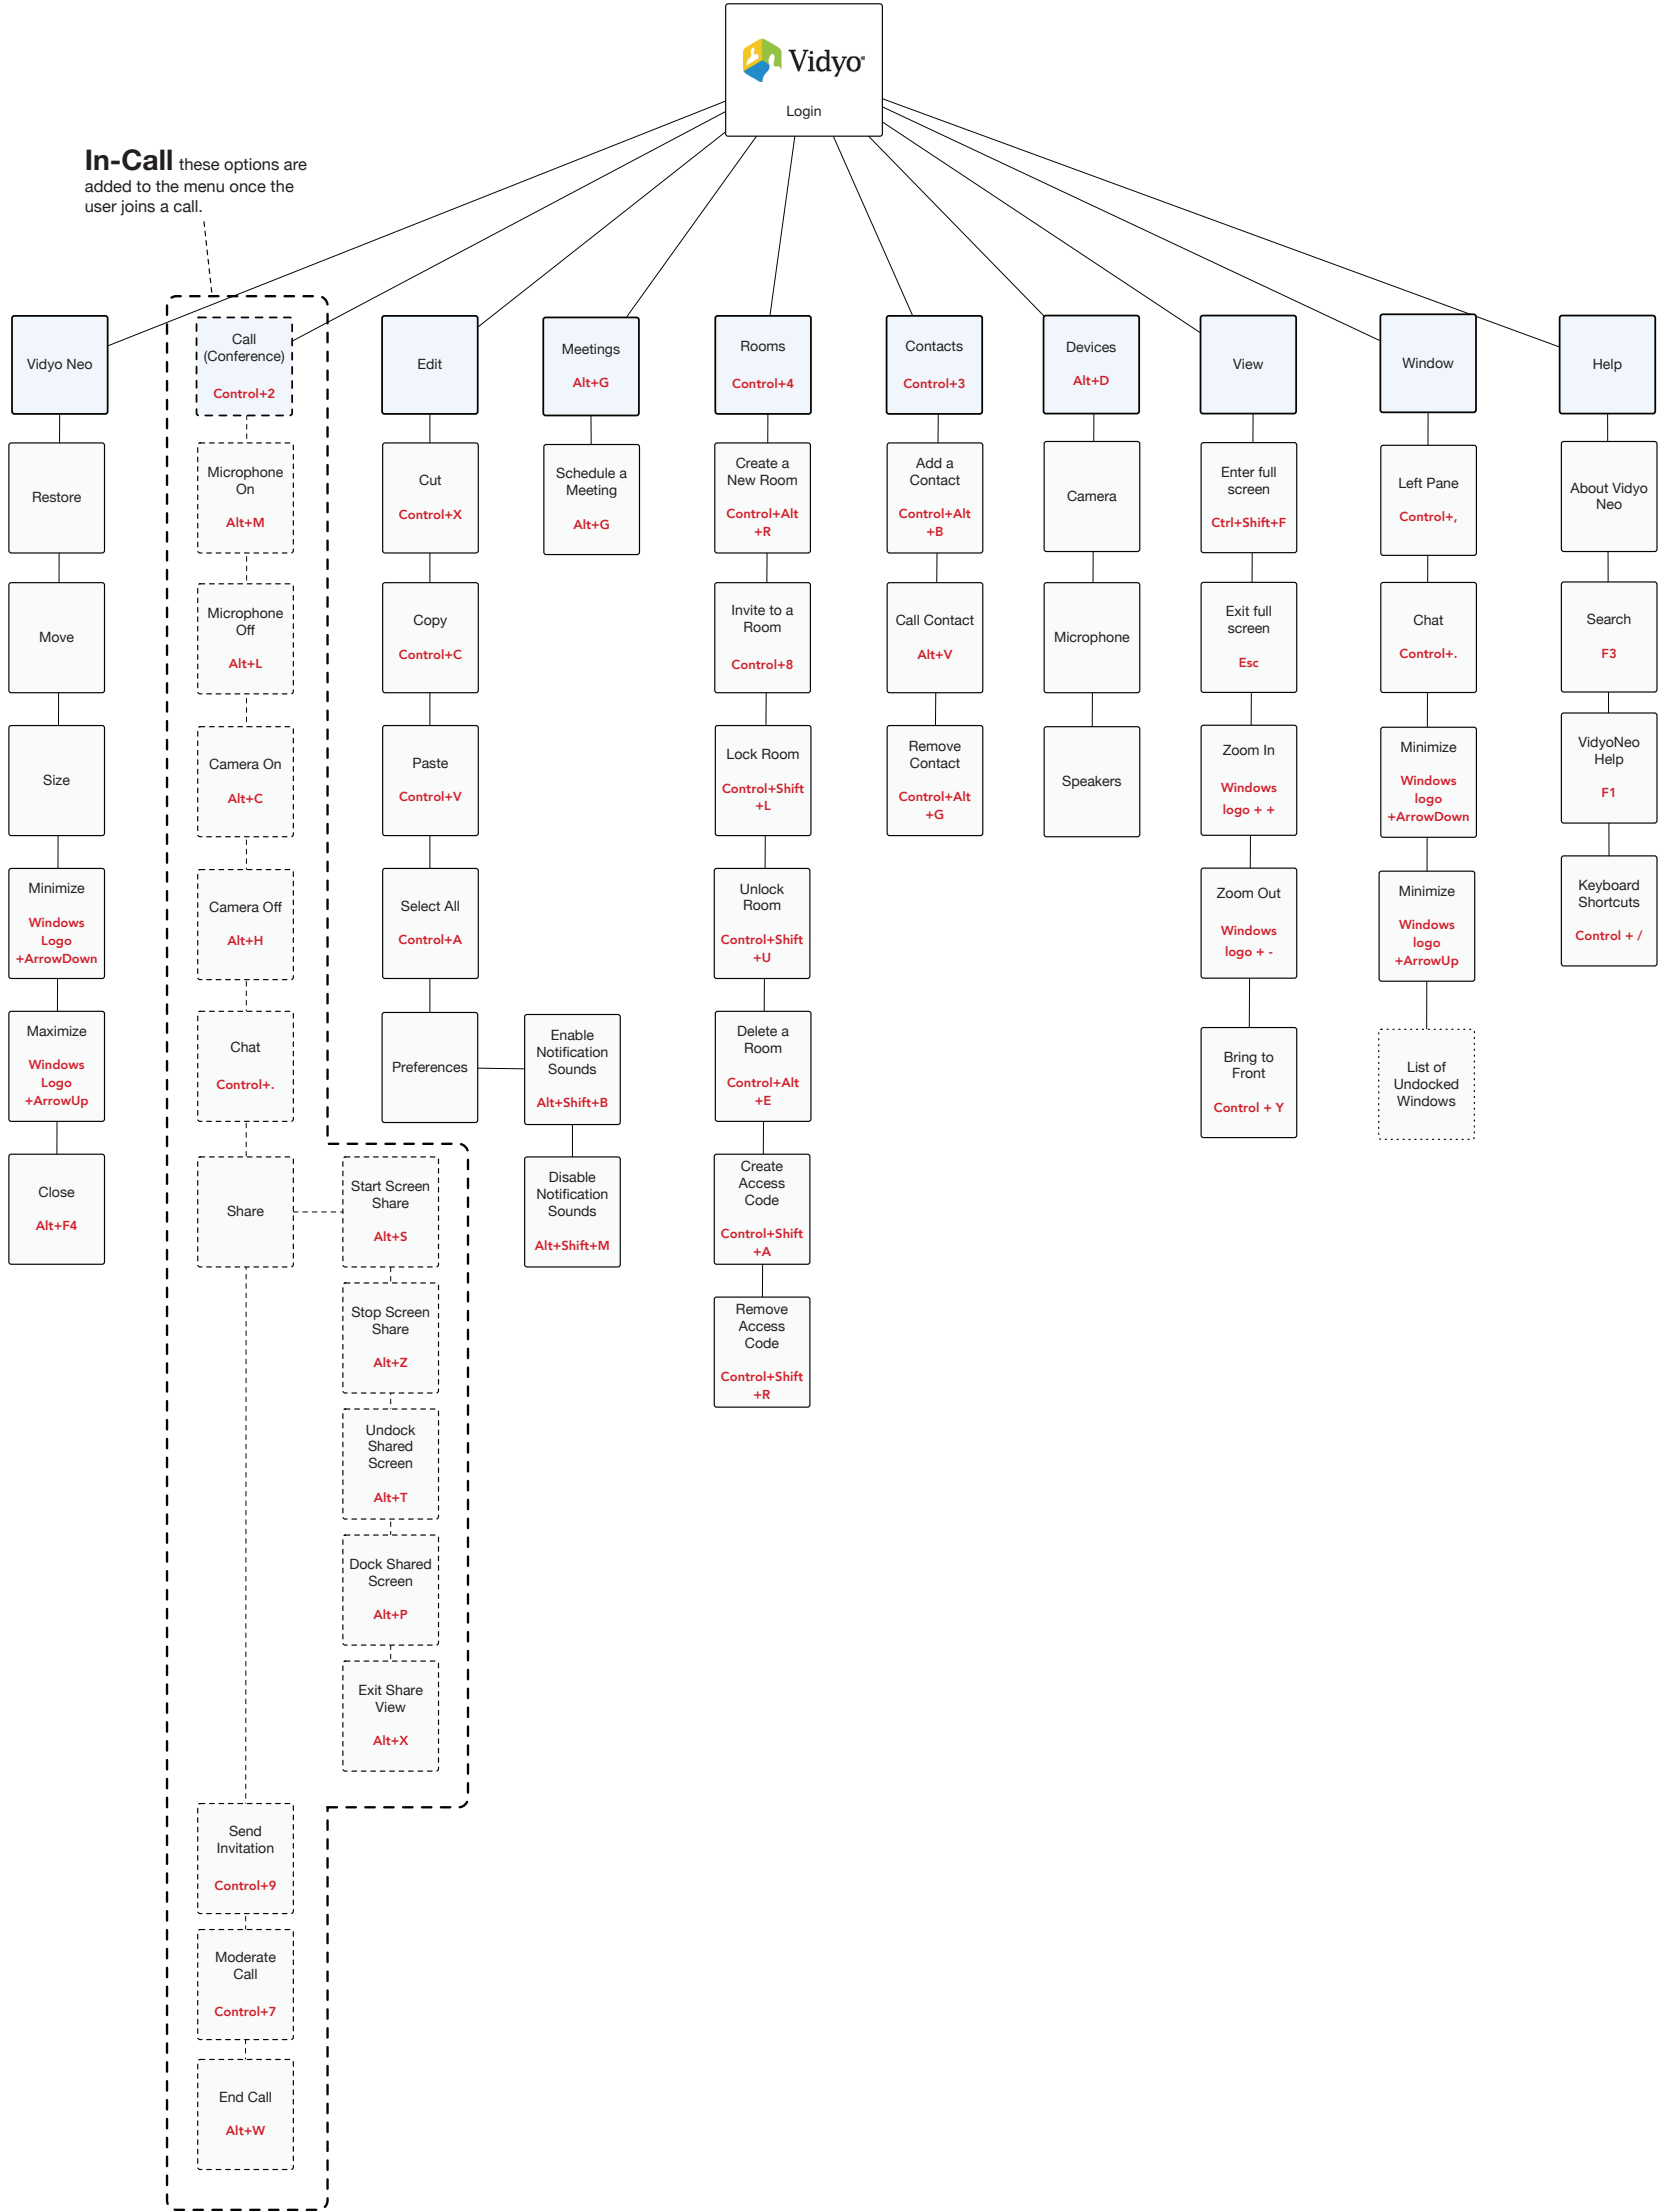 Vidyo
Login
In-Call these options are
added to the menu once the
user joins a call.
Vidyo Neo
Restore
Move
Size
Minimize
Windows
Logo
+ArrowDown
Maximize
Windows
Logo
+ArrowUp
Close
Alt+F4
Call
(Conference)
Control+2
Microphone
On
Alt+M
Microphone
Off
Alt+L
Camera On
Alt+C
Camera Off
Alt+H
Chat
Control+.
Share
Start Screen
Share
Alt+S
Stop Screen
Share
Alt+Z
Undock
Shared
Screen
Alt+T
Dock Shared
Screen
Alt+P
Exit Share
View
Alt+X
Send
Invitation
Control+9
Moderate
Call
Control+7
End Call
Alt+W
Edit
Cut
Control+X
Copy
Control+C
Paste
Control+V
Select All
Control+A
Preferences
Enable
Notification
Sounds
Alt+Shift+B
Disable
Notification
Sounds
Alt+Shift+M
Meetings
Alt+G
Schedule a
Meeting
Alt+G
Rooms
Control+4
Create a
New Room
Control+Alt
+R
Invite to a
Room
Control+8
Lock Room
Control+Shift
+L
Unlock
Room
Control+Shift
+U
Delete a
Room
Control+Alt
+E
Create
Access
Code
Control+Shift
+A
Remove
Access
Code
Control+Shift
+R
Contacts
Control+3
Add a
Contact
Control+Alt
+B
Call Contact
Alt+V
Remove
Contact
Control+Alt
+G
Devices
Alt+D
Camera
Microphone
Speakers
View
Enter full
screen
Ctrl+Shift+F
Exit full
screen
Esc
Zoom In
Windows
logo + +
Zoom Out
Windows
logo + -
Bring to
Front
Control + Y
Window
Left Pane
Control+,
Chat
Control+.
Minimize
Windows
logo
+ArrowDown
Minimize
Windows
logo
+ArrowUp
List of
Undocked
Windows
Help
About Vidyo
Neo
Search
F3
VidyoNeo
Help
F1
Keyboard
Shortcuts
Control + /